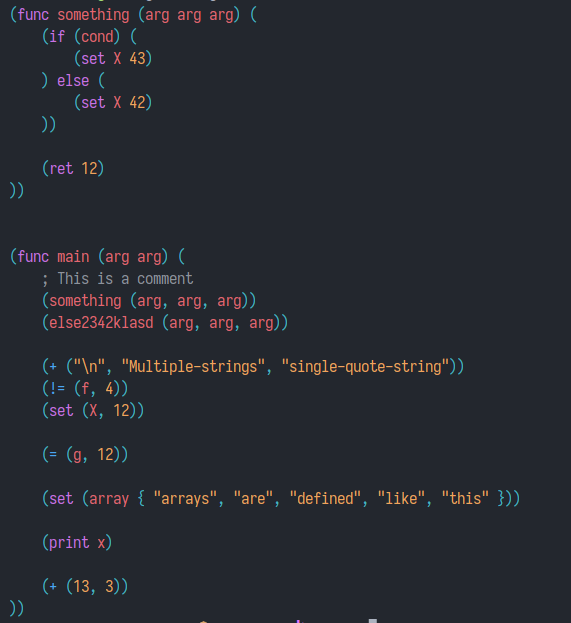 (func something (arg arg arg) (
    (if (cond) (
        (set X 43)
    ) else (
        (set X 42)
    ))

    (ret 12)
))


(func main (arg arg) (
    ; This is a comment
    (something (arg, arg, arg))
    (else2342klasd (arg, arg, arg))

    (+ ("\n", "Multiple-strings", "single-quote-string"))
    (!= (f, 4))
    (set (X, 12))

    (= (g, 12))

    (set (array { "arrays", "are", "defined", "like", "this" }))

    (print x)

    (+ (13, 3))
))